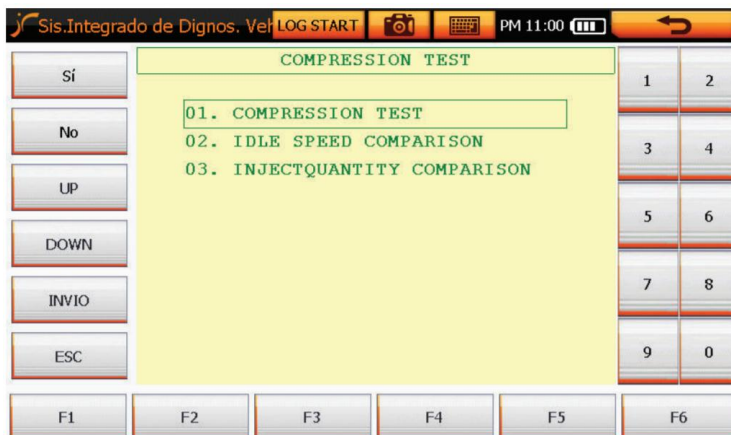 Sis.Integrado de Dignos. Veh LOG START PM 11:00
COMPRESSION TEST
01. COMPRESSION TEST
02. IDLE SPEED COMPARISON
03. INJECTQUANTITY COMPARISON
Sí
No
UP
DOWN
INVIO
ESC
1 2
3 4
5 6
7 8
9 0
F1 F2 F3 F4 F5 F6